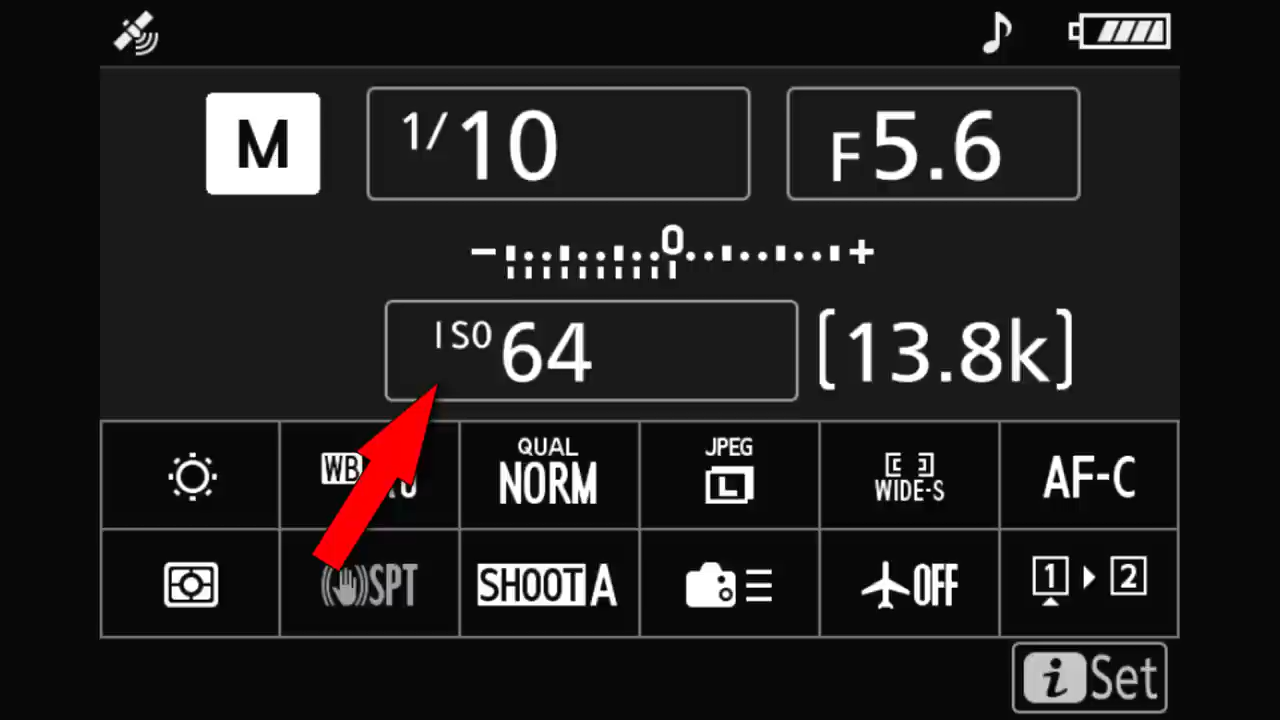 M 1/10 F5.6
- 0 +
ISO 64 [13.8k]
WB QUAL NORM JPEG L WIDE-S AF-C
SPT SHOOT A OFF 1 2
i Set